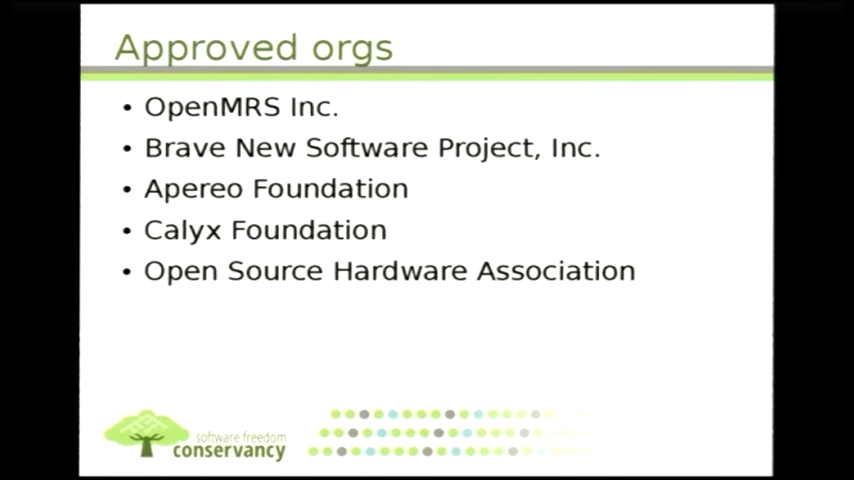 Approved orgs
• OpenMRS Inc.
• Brave New Software Project, Inc.
• Apereo Foundation
• Calyx Foundation
• Open Source Hardware Association
software freedom
conservancy